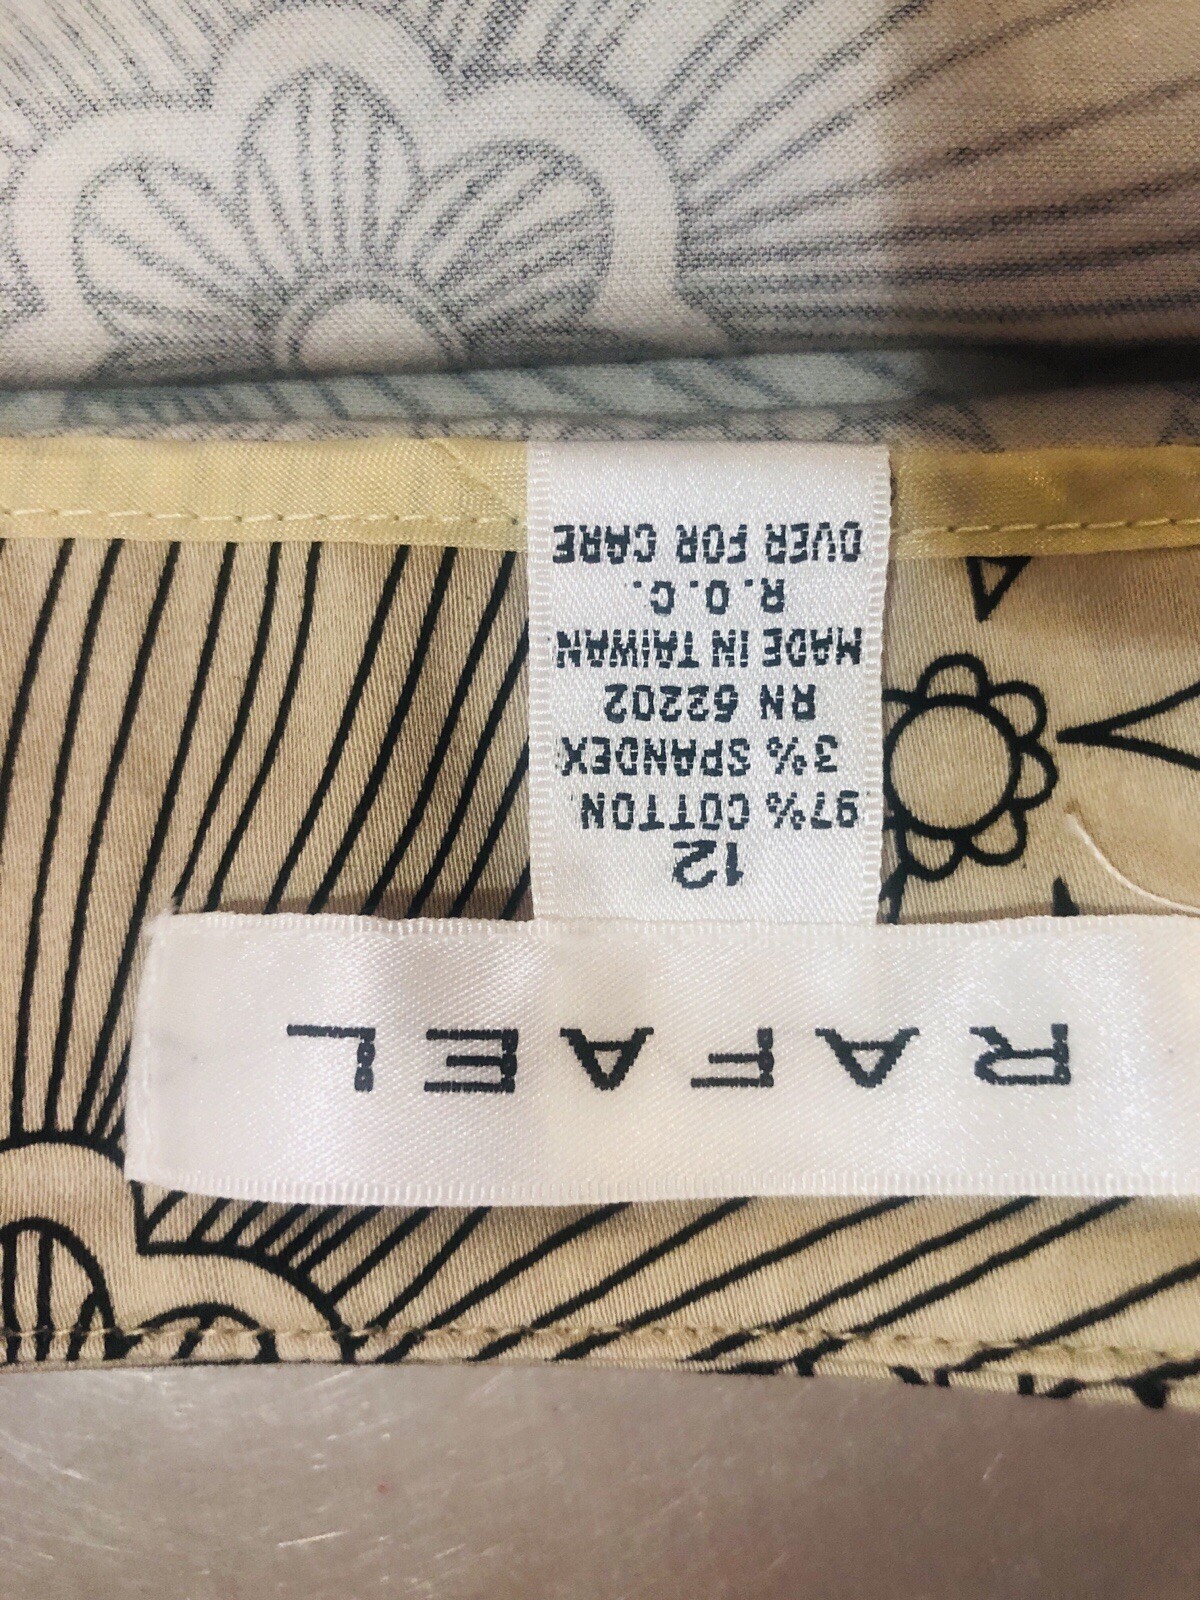 RAFAEL
12
97% COTTON
3% SPANDEX
RN 62202
MADE IN TAIWAN
R.O.C.
OVER FOR CARE